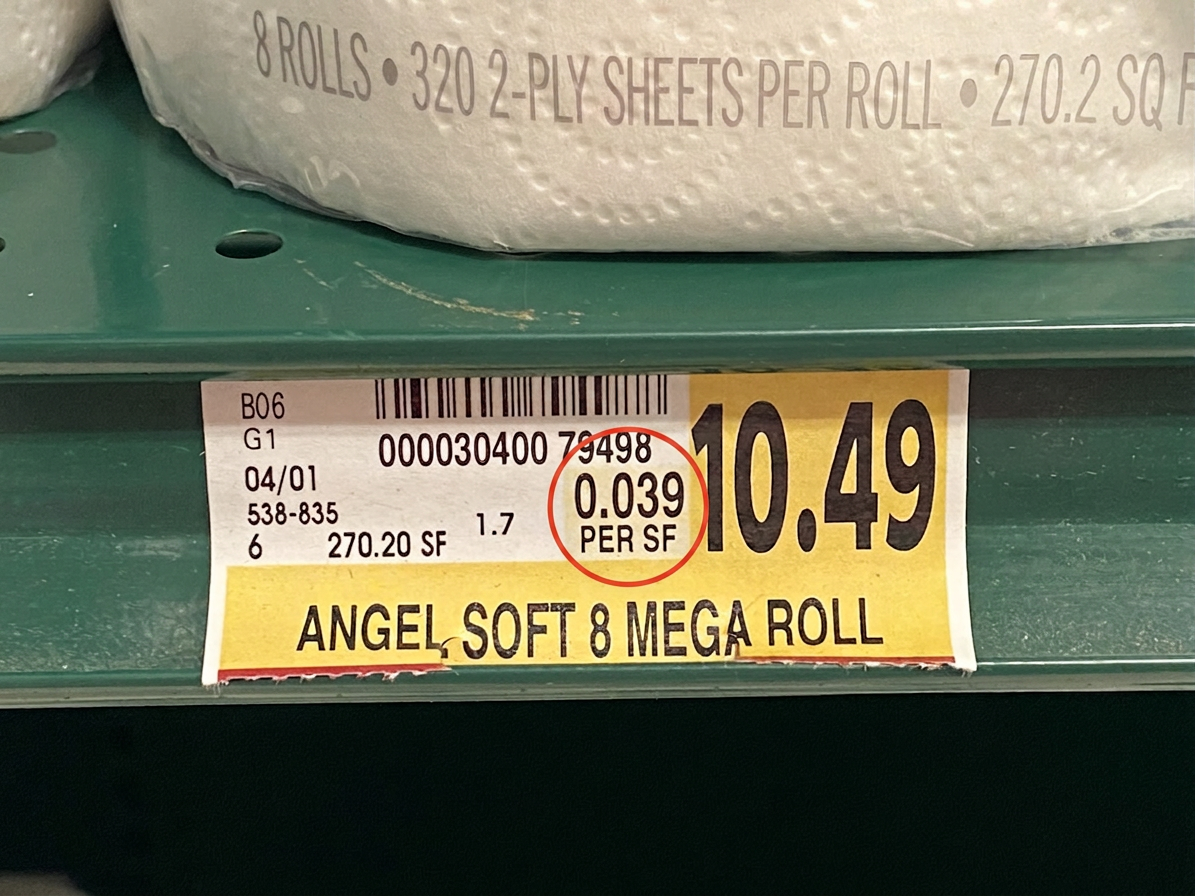 8 ROLLS • 320 2-PLY SHEETS PER ROLL • 270.2 SQ
B06
G1
000030400 79498
04/01
538-835
6 270.20 SF 1.7
0.039
PER SF
10.49
ANGEL SOFT 8 MEGA ROLL